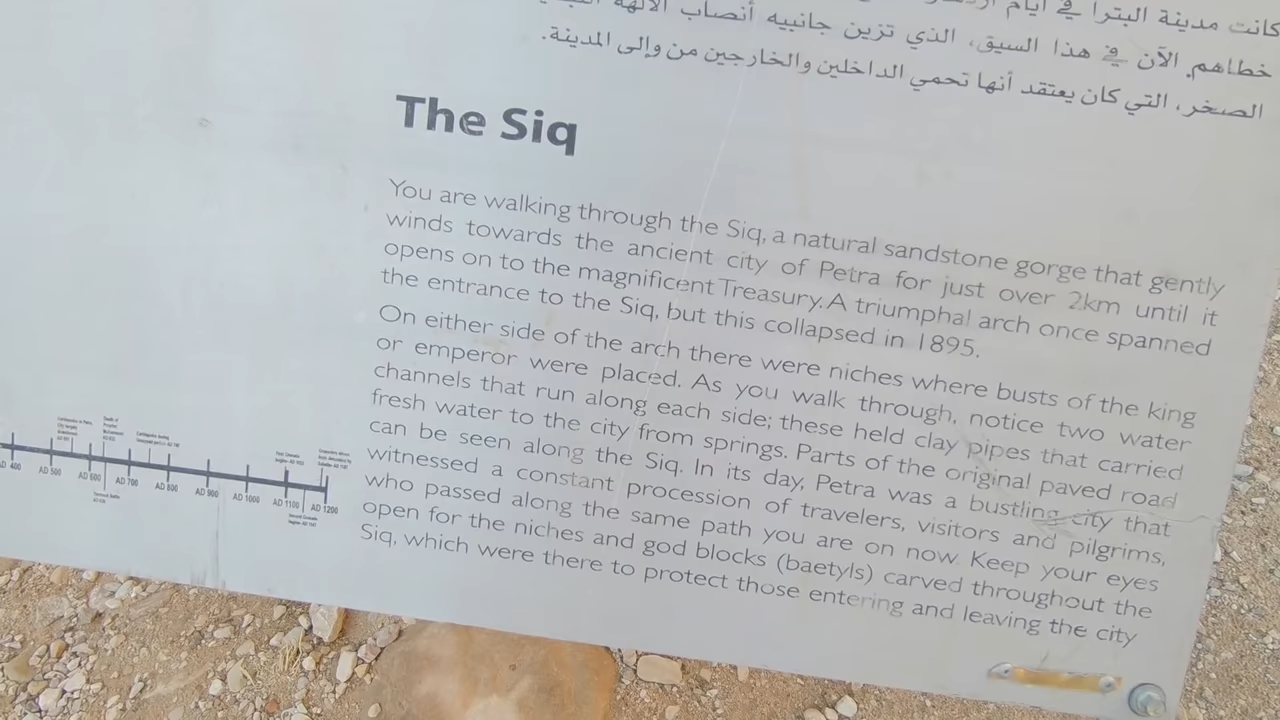 كانت مدينة البترا في أيام
خطاهم. الآن في هذا السيق، الذي تزين جانبيه أنصاب الآلهة
الصخر، التي كان يعتقد أنها تحمي الداخلين والخارجين من وإلى المدينة.
The Siq
You are walking through the Siq, a natural sandstone gorge that gently
winds towards the ancient city of Petra for just over 2km until it
opens on to the magnificent Treasury. A triumphal arch once spanned
the entrance to the Siq, but this collapsed in 1895.
On either side of the arch there were niches where busts of the king
or emperor were placed. As you walk through, notice two water
channels that run along each side; these held clay pipes that carried
fresh water to the city from springs. Parts of the original paved road
can be seen along the Siq. In its day, Petra was a bustling city that
witnessed a constant procession of travelers, visitors and pilgrims,
who passed along the same path you are on now. Keep your eyes
open for the niches and god blocks (baetyls) carved throughout the
Siq, which were there to protect those entering and leaving the city
AD 400
AD 500
AD 600
AD 700
AD 800
AD 900
AD 1000
AD 1100
AD 1200